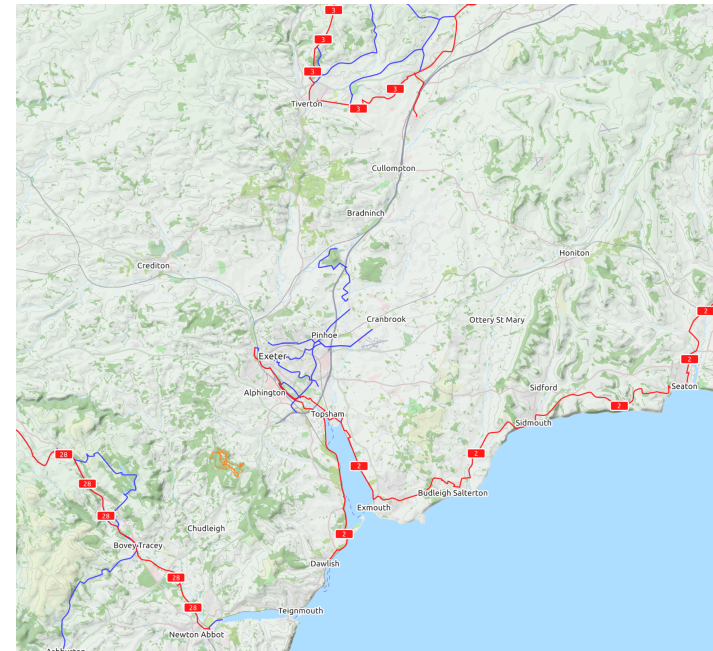 3
3
3
Tiverton
3
3
Cullompton
Bradninch
Crediton
Honiton
2
Pinhoe
Cranbrook
Ottery St Mary
Exeter
2
Alphington
Sidford
Seaton
2
Topsham
Sidmouth
28
2
2
28
Budleigh Salterton
28
Exmouth
Chudleigh
2
Bovey Tracey
Dawlish
28
28
Teignmouth
Newton Abbot
Ashburton